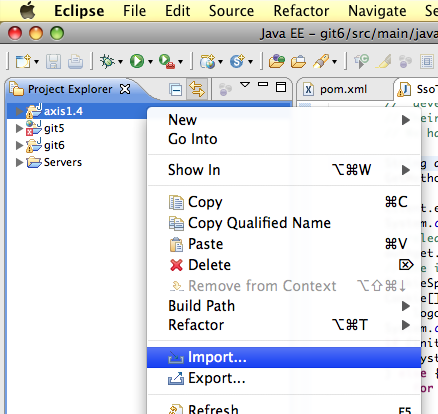 Eclipse File Edit Source Refactor Navigate
Java EE - git6/src/main/java
Project Explorer
pom.xml
axis1.4
git5
git6
Servers
New
Go Into
Show In ⌥⌘W
Copy ⌘C
Copy Qualified Name
Paste ⌘V
Delete ⌦
Remove from Context ⌥⇧⌘↓
Build Path
Refactor ⌥⌘T
Import...
Export...
Refresh F5